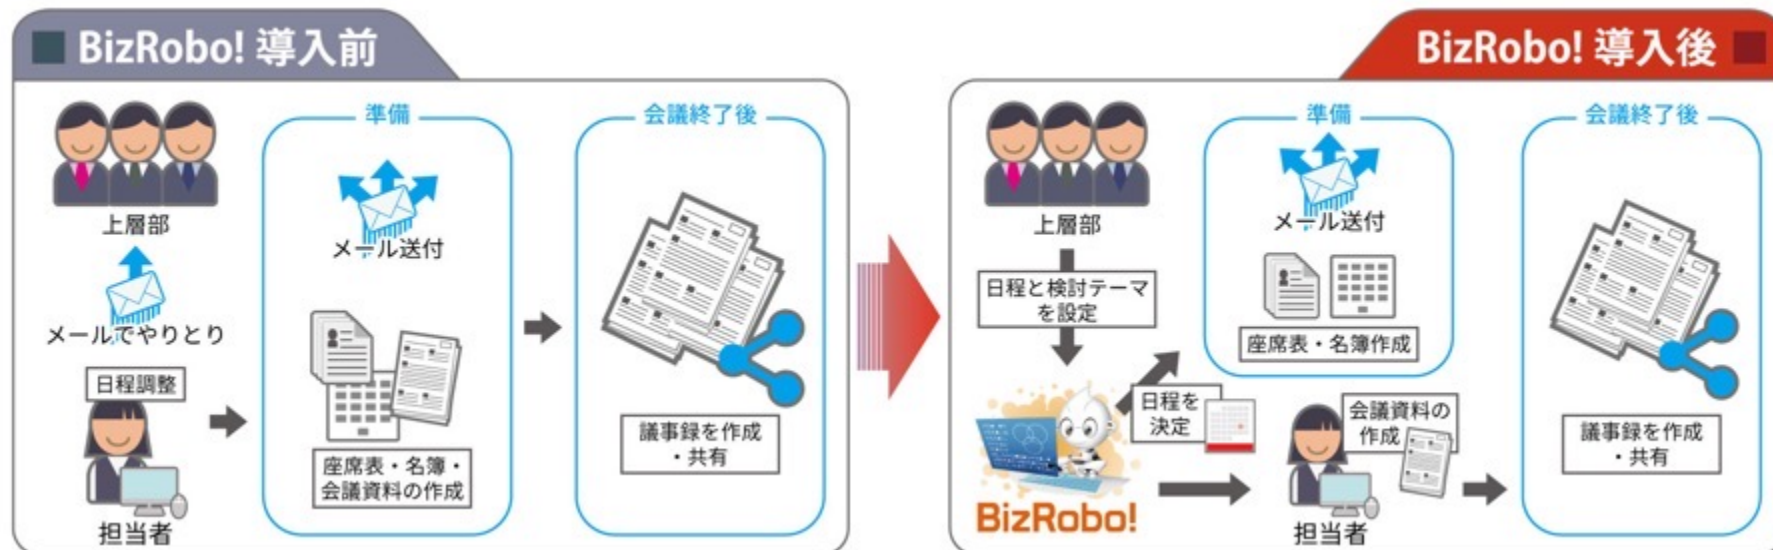 BizRobo! 導入前
上層部
メールでやりとり
日程調整
担当者
準備
メール送付
座席表・名簿・
会議資料の作成
会議終了後
議事録を作成
・共有
BizRobo! 導入後
上層部
日程と検討テーマ
を設定
BizRobo!
日程を
決定
準備
メール送付
座席表・名簿作成
会議資料の
作成
担当者
会議終了後
議事録を作成
・共有